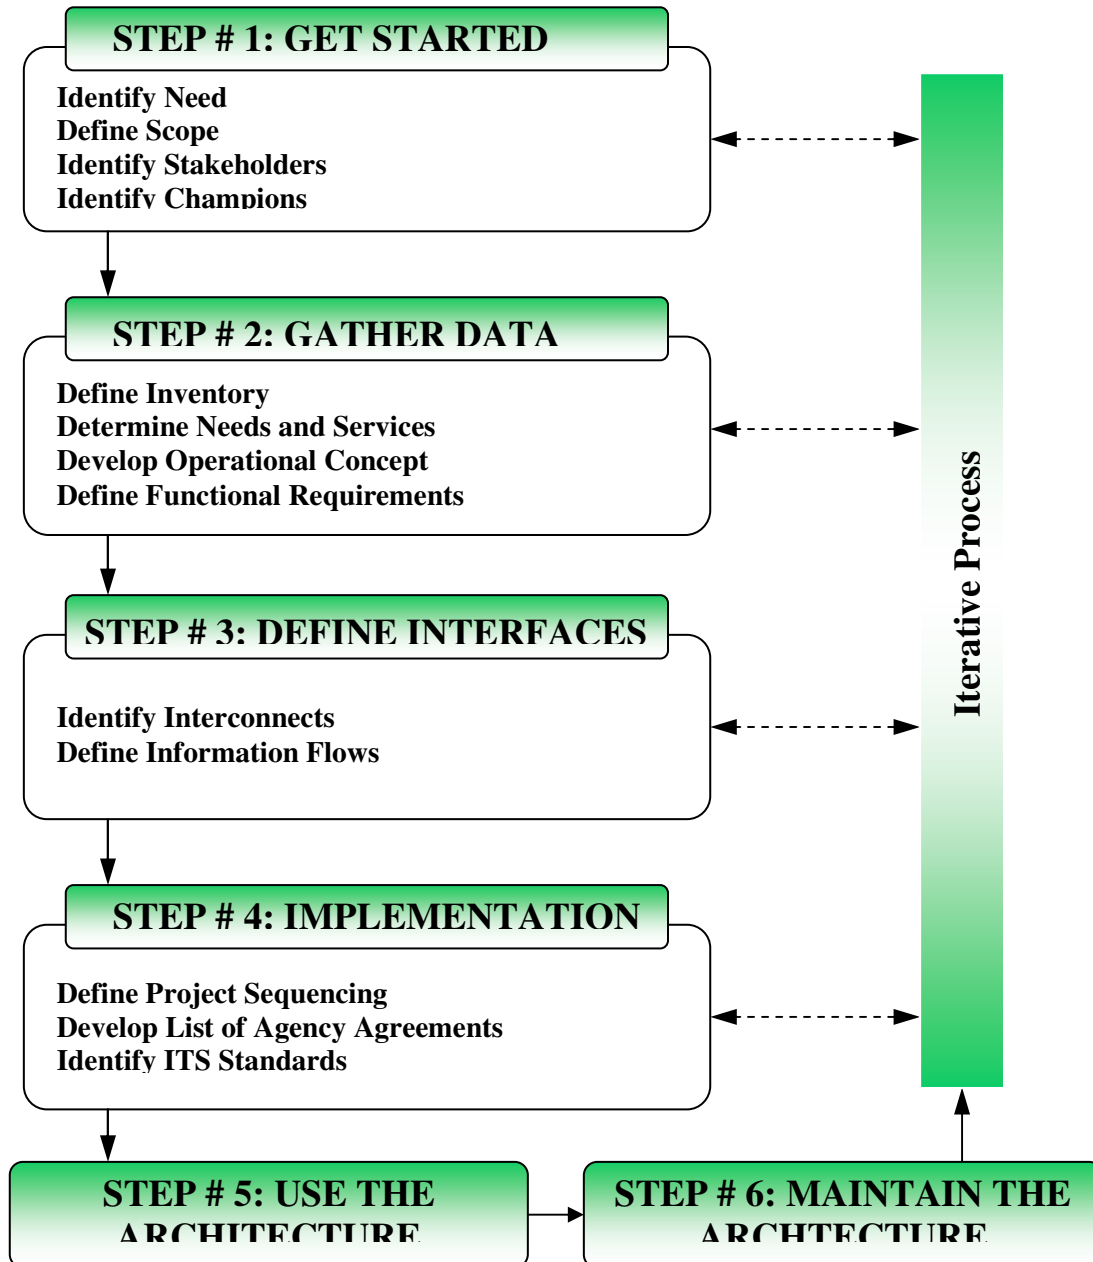 STEP # 1: GET STARTED
Identify Need
Define Scope
Identify Stakeholders
Identify Champions
STEP # 2: GATHER DATA
Define Inventory
Determine Needs and Services
Develop Operational Concept
Define Functional Requirements
STEP # 3: DEFINE INTERFACES
Identify Interconnects
Define Information Flows
STEP # 4: IMPLEMENTATION
Define Project Sequencing
Develop List of Agency Agreements
Identify ITS Standards
STEP # 5: USE THE
ARCHITECTURE
STEP # 6: MAINTAIN THE
ARCHTECTURE
Iterative Process